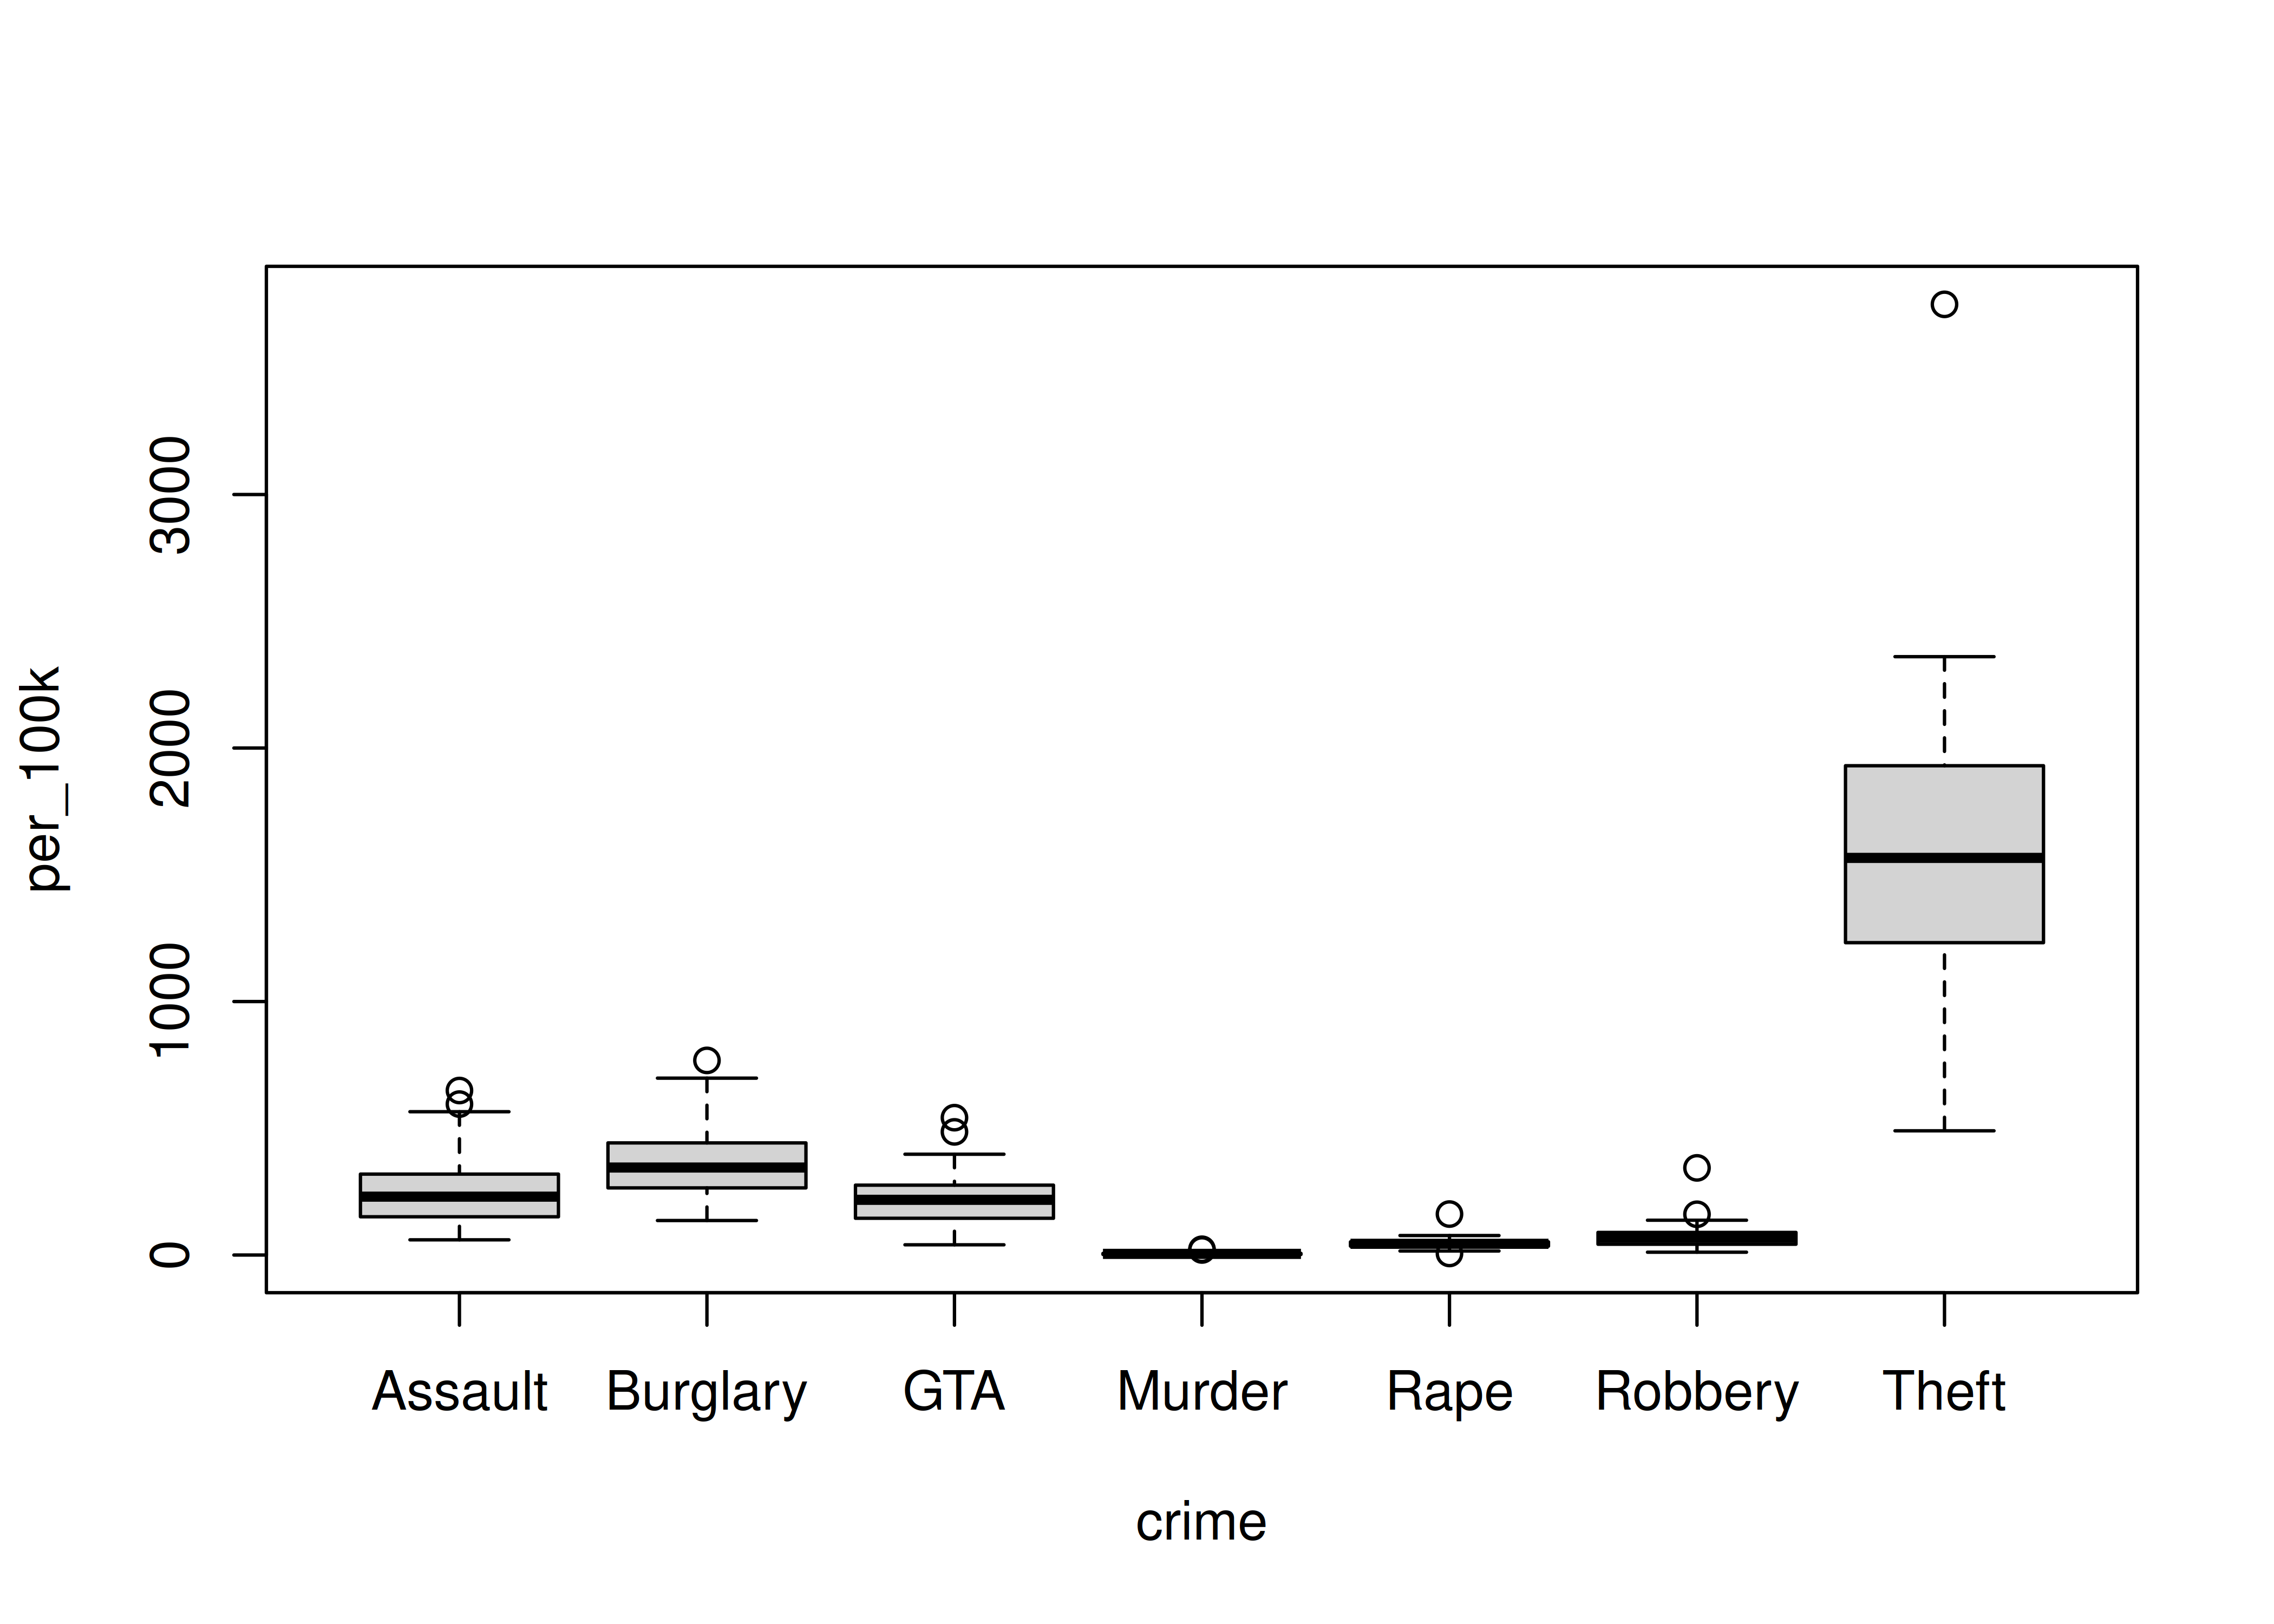 per_100k
3000
2000
1000
0
Assault Burglary GTA Murder Rape Robbery Theft
crime